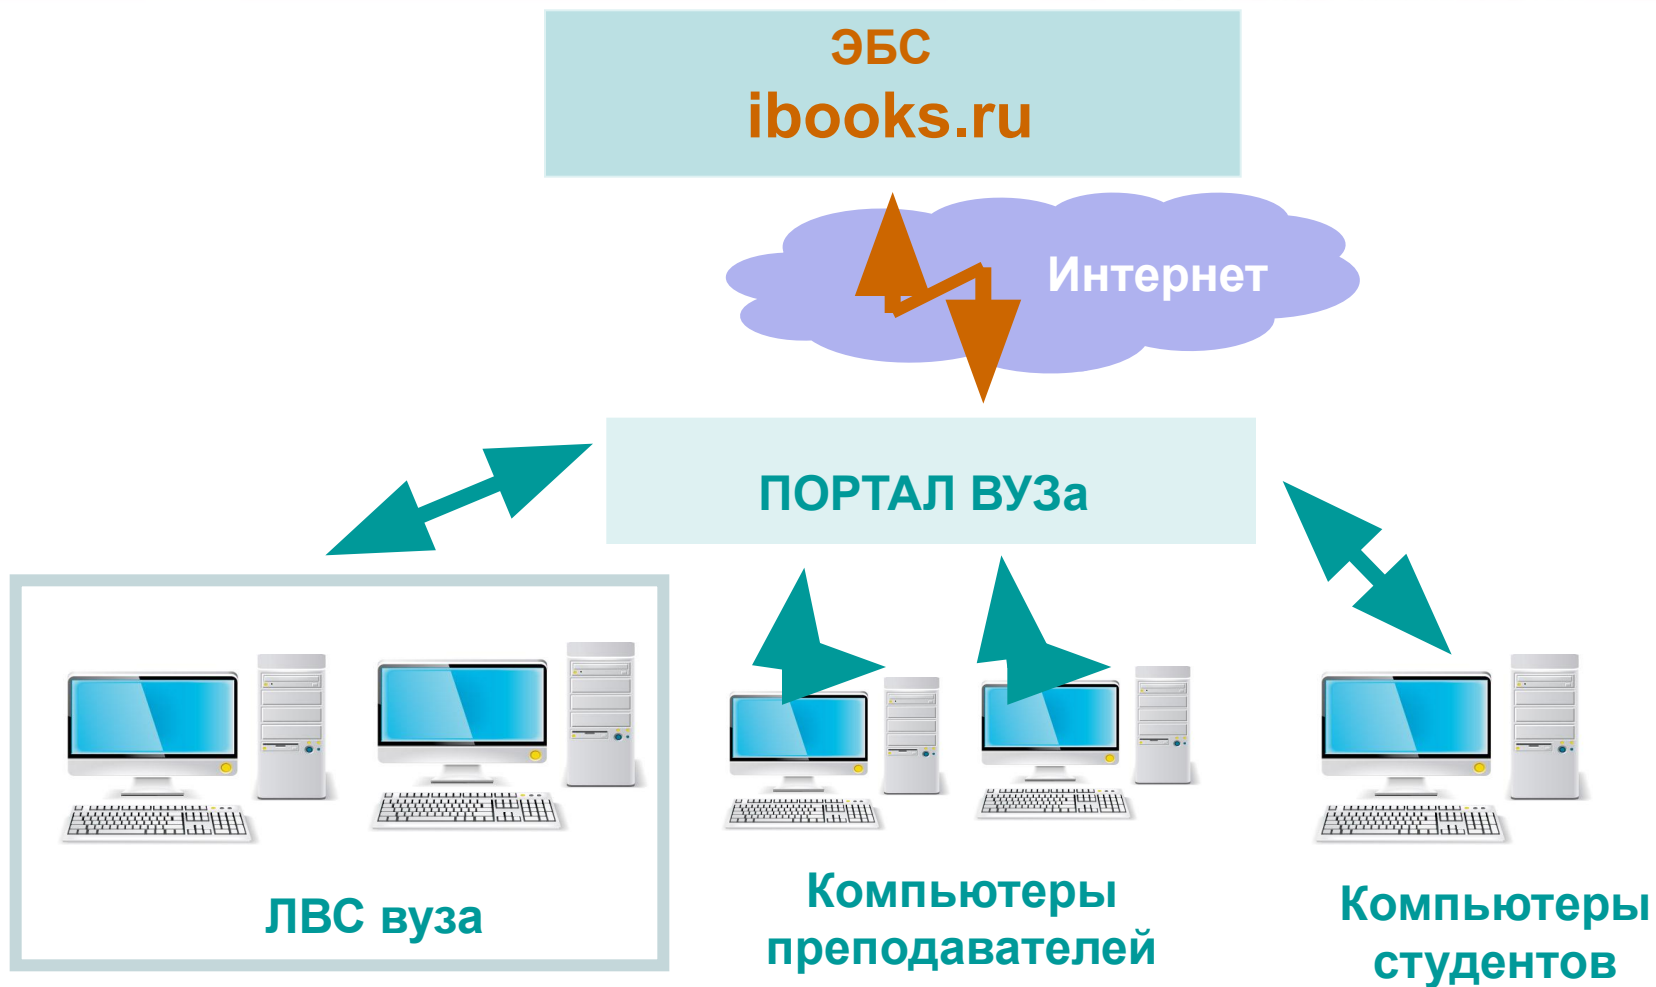 ЭБС
ibooks.ru
Интернет
ПОРТАЛ ВУЗа
ЛВС вуза
Компьютеры
преподавателей
Компьютеры
студентов